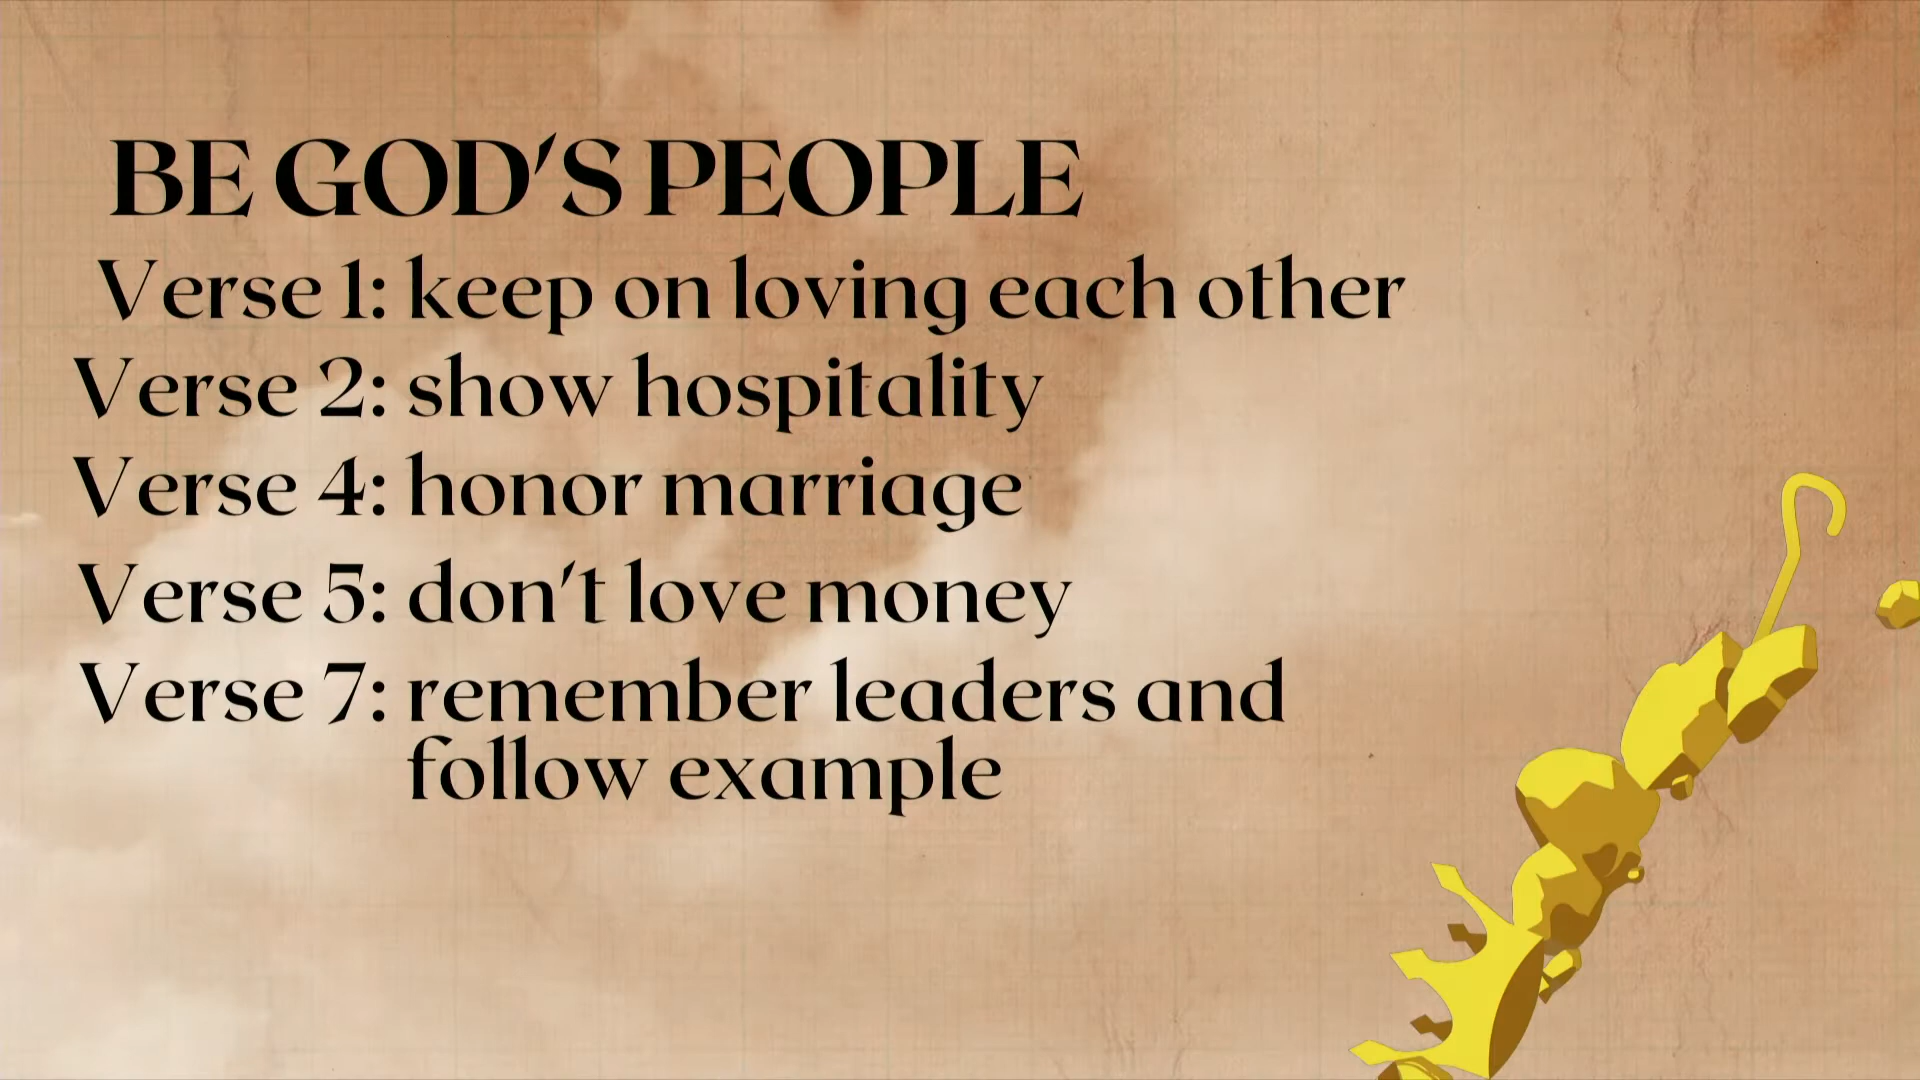 BE GOD'S PEOPLE
Verse 1: keep on loving each other
Verse 2: show hospitality
Verse 4: honor marriage
Verse 5: don't love money
Verse 7: remember leaders and
follow example